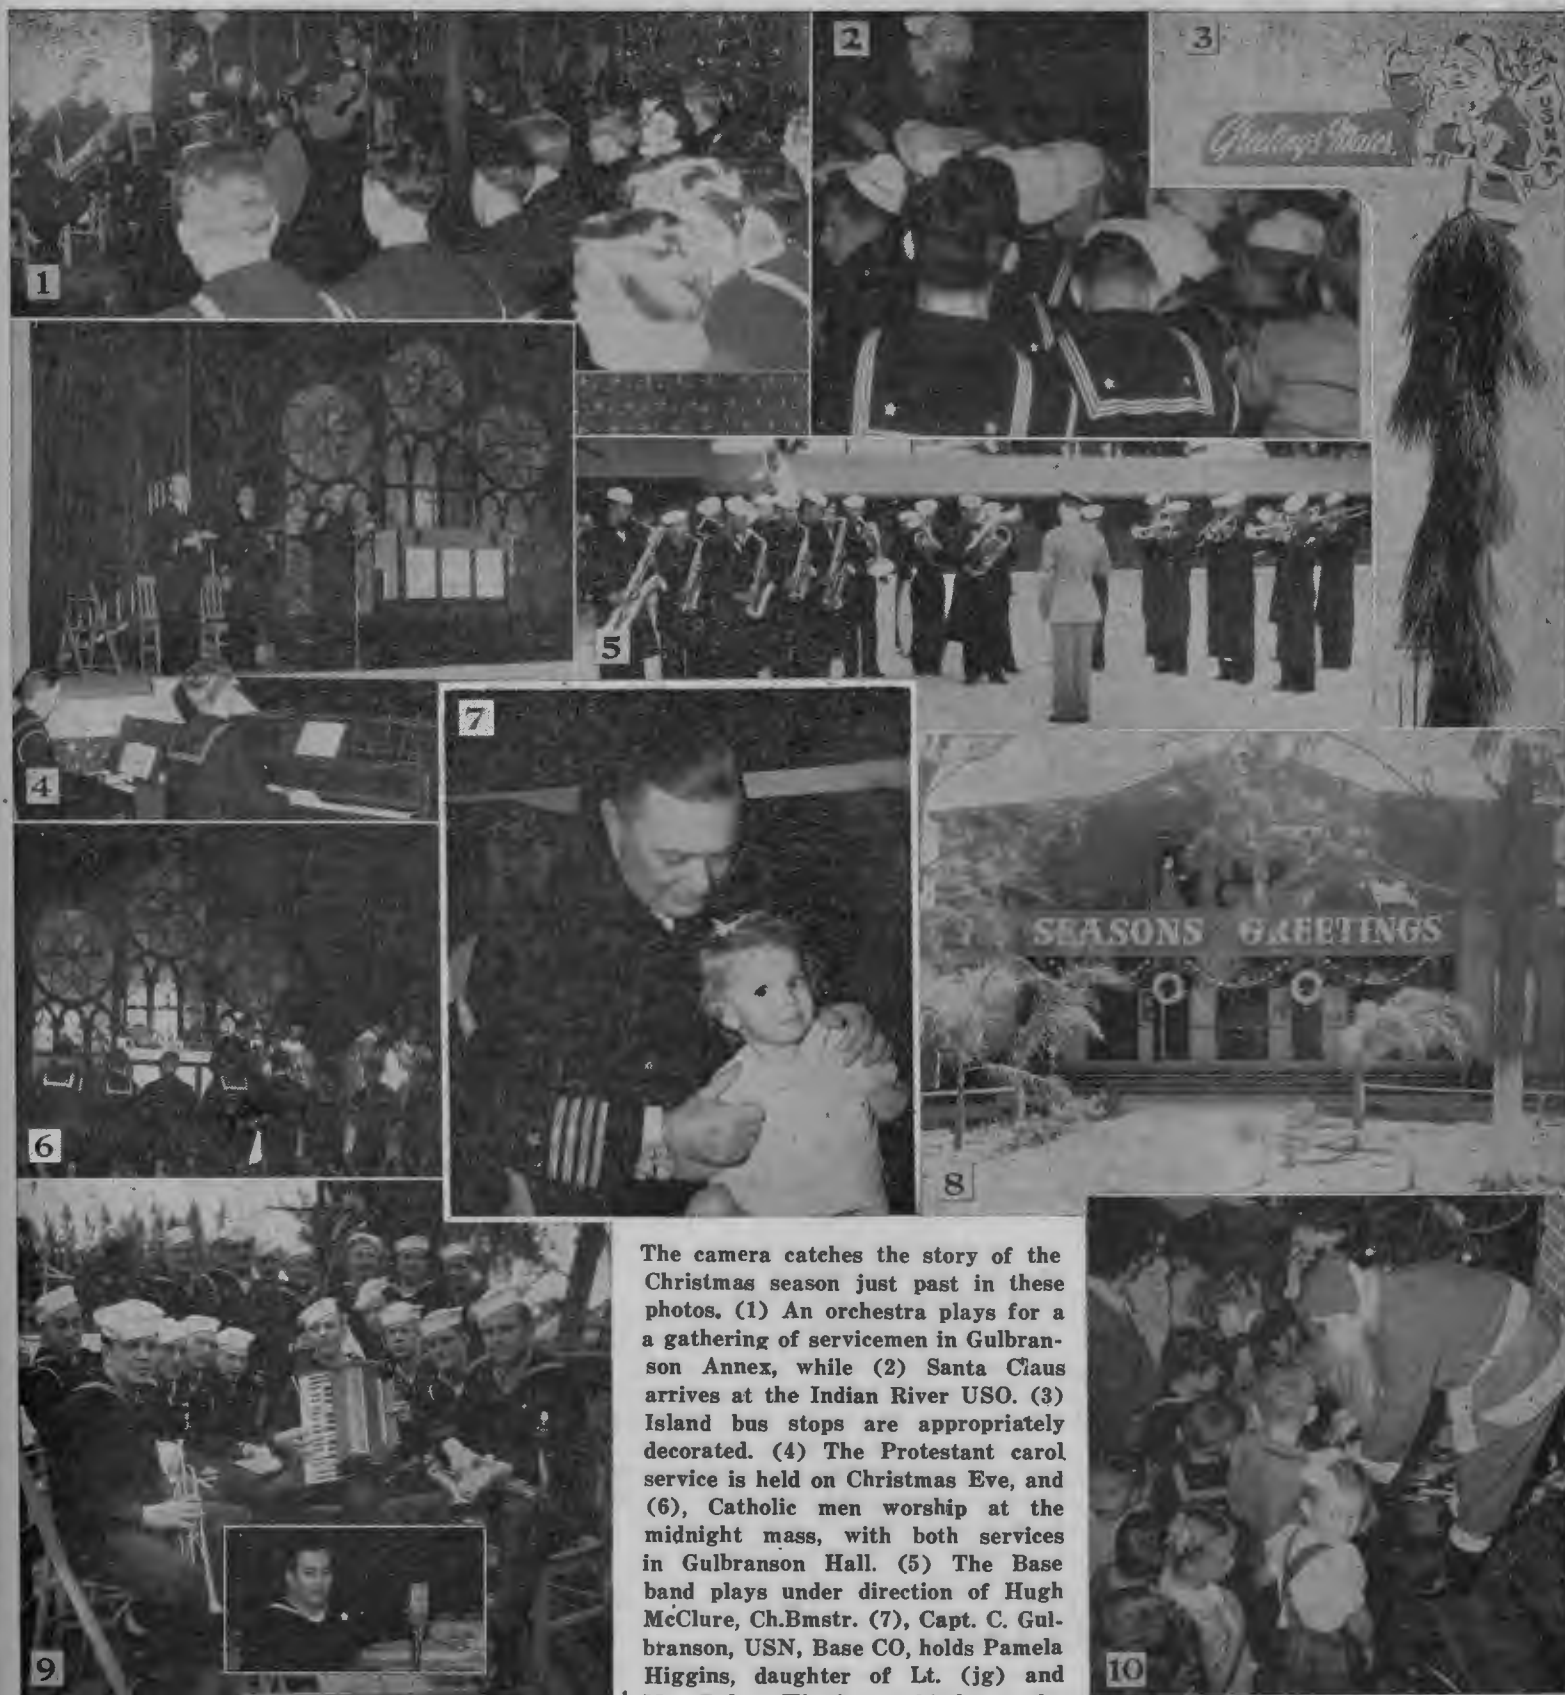 1
2
3
Greetings Mates.
4
5
6
7
8
SEASONS GREETINGS
9
10
The camera catches the story of the
Christmas season just past in these
photos. (1) An orchestra plays for a
a gathering of servicemen in Gulbran-
son Annex, while (2) Santa Claus
arrives at the Indian River USO. (3)
Island bus stops are appropriately
decorated. (4) The Protestant carol
service is held on Christmas Eve, and
(6), Catholic men worship at the
midnight mass, with both services
in Gulbranson Hall. (5) The Base
band plays under direction of Hugh
McClure, Ch.Bmstr. (7), Capt. C. Gul-
branson, USN, Base CO, holds Pamela
Higgins, daughter of Lt. (jg) and